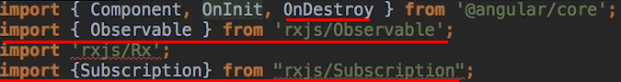 import { Component, OnInit, OnDestroy } from '@angular/core';
import { Observable } from 'rxjs/Observable';
import 'rxjs/Rx';
import {Subscription} from "rxjs/Subscription";